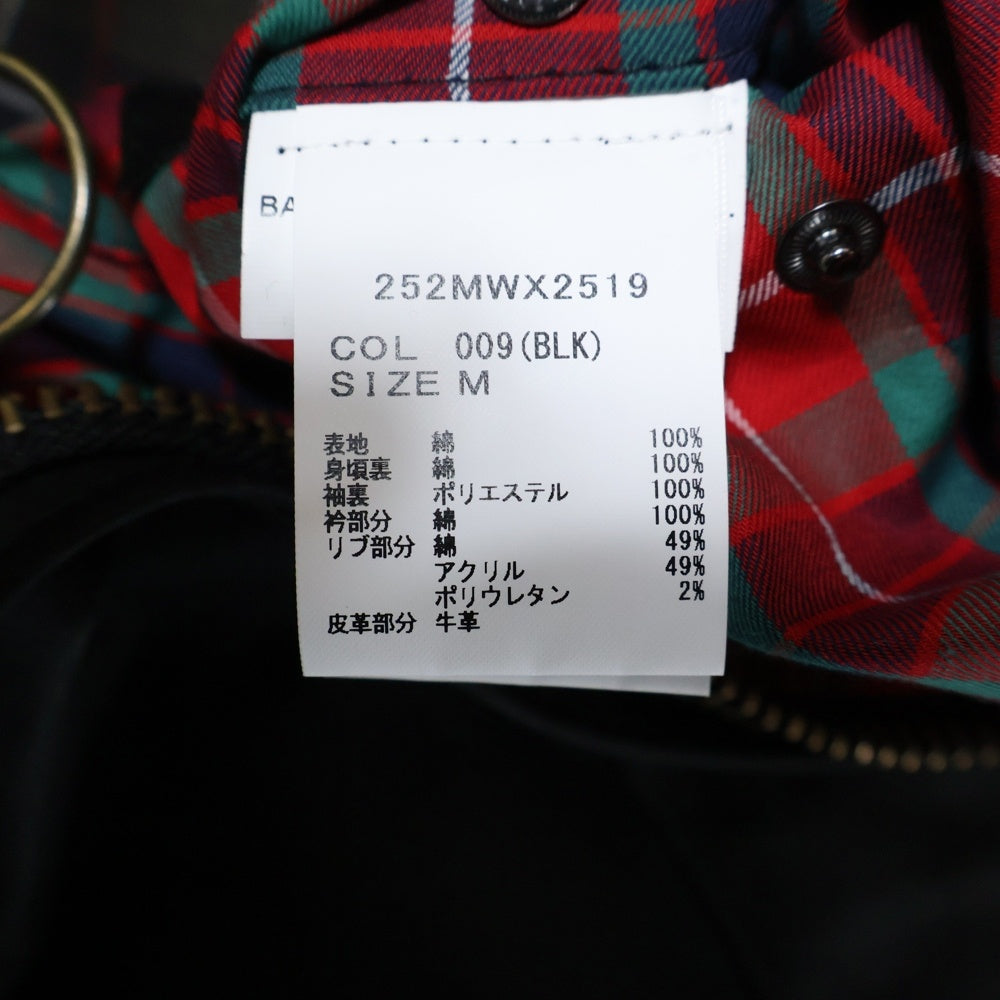 BA
252MWX2519
COL 009(BLK)
SIZE M
表地 綿 100%
身頃裏 綿 100%
袖裏 ポリエステル 100%
衿部分 綿 100%
リブ部分 綿 49%
アクリル 49%
ポリウレタン 2%
皮革部分 牛革